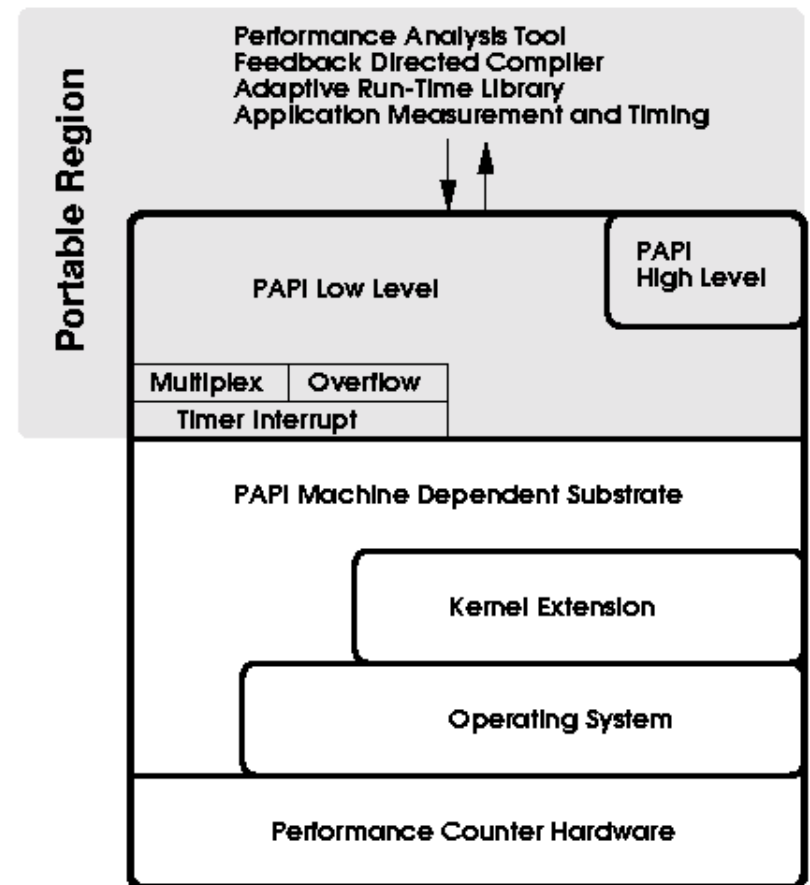 Performance Analysis Tool
Feedback Directed Compiler
Adaptive Run-Time Library
Application Measurement and Timing
Portable Region
PAPI Low Level
PAPI
High Level
Multiplex
Overflow
Timer Interrupt
PAPI Machine Dependent Substrate
Kernel Extension
Operating System
Performance Counter Hardware